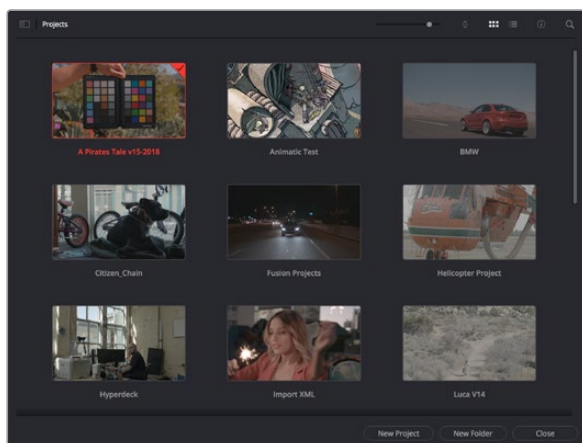 Projects
A Pirates Tale v15-2018
Animatic Test
BMW
Citizen_Chain
Fusion Projects
Helicopter Project
Hyperdeck
Import XML
Luca V14
New Project
New Folder
Close